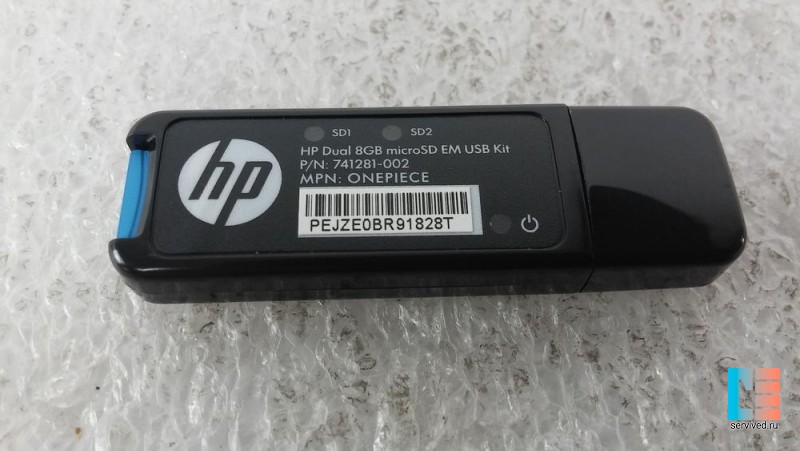 hp
SD1 SD2
HP Dual 8GB microSD EM USB Kit
P/N: 741281-002
MPN: ONEPIECE
PEJZE0BR91828T
servived.ru